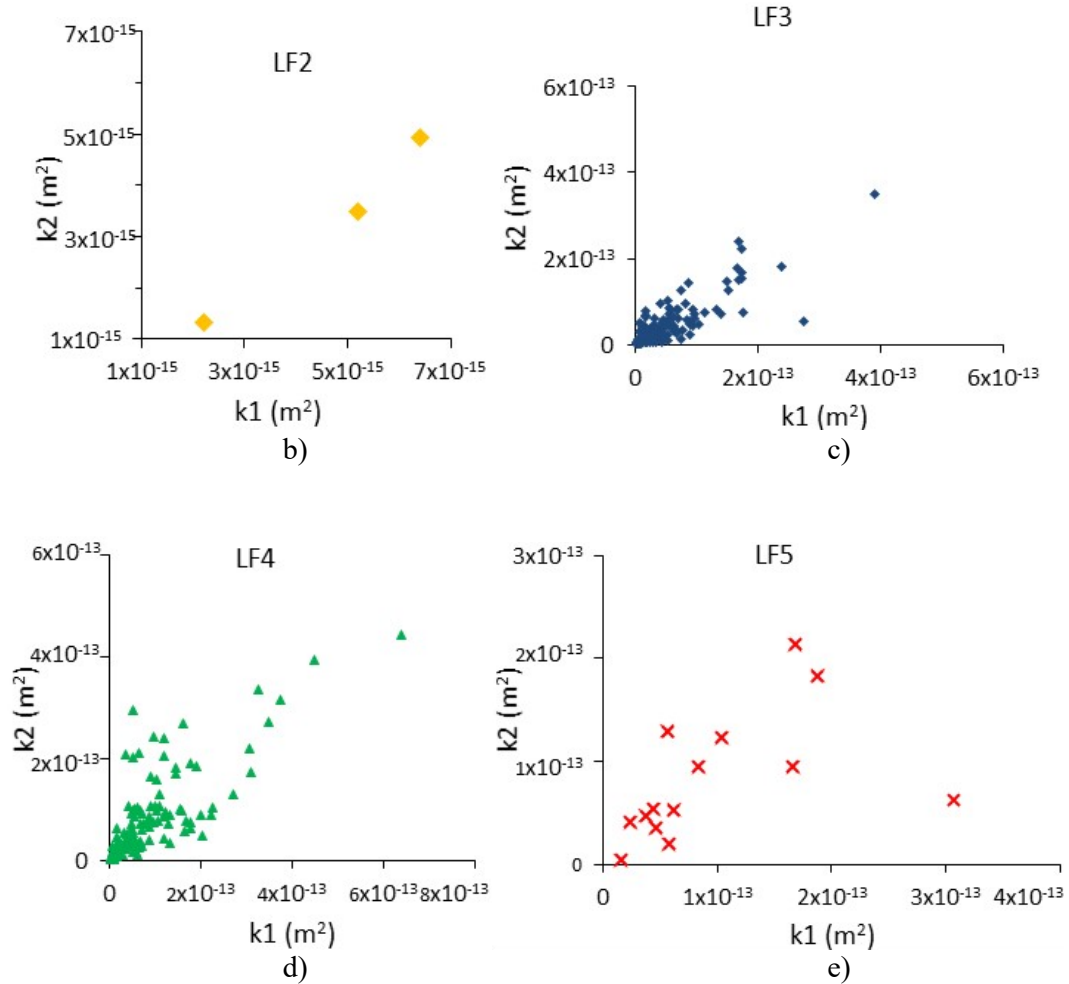 LF2
7x10⁻¹⁵
5x10⁻¹⁵
3x10⁻¹⁵
1x10⁻¹⁵
k2 (m²)
1x10⁻¹⁵ 3x10⁻¹⁵ 5x10⁻¹⁵ 7x10⁻¹⁵
k1 (m²)
b)
LF3
6x10⁻¹³
4x10⁻¹³
2x10⁻¹³
0
k2 (m²)
0 2x10⁻¹³ 4x10⁻¹³ 6x10⁻¹³
k1 (m²)
c)
LF4
6x10⁻¹³
4x10⁻¹³
2x10⁻¹³
0
k2 (m²)
0 2x10⁻¹³ 4x10⁻¹³ 6x10⁻¹³ 8x10⁻¹³
k1 (m²)
d)
LF5
3x10⁻¹³
2x10⁻¹³
1x10⁻¹³
0
k2 (m²)
0 1x10⁻¹³ 2x10⁻¹³ 3x10⁻¹³ 4x10⁻¹³
k1 (m²)
e)